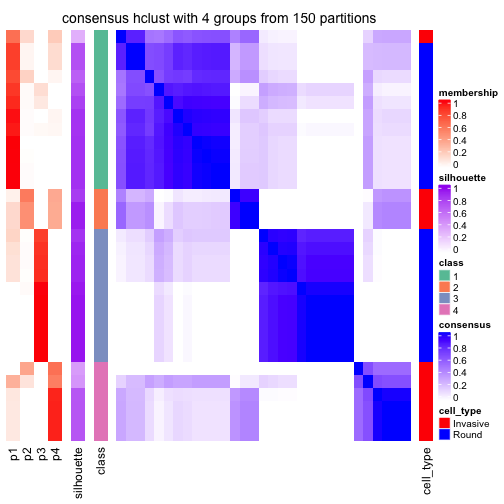 consensus hclust with 4 groups from 150 partitions
membership
1
0.8
0.6
0.4
0.2
0
silhouette
1
0.8
0.6
0.4
0.2
0
class
1
2
3
4
consensus
1
0.8
0.6
0.4
0.2
0
cell_type
Invasive
Round
p1
p2
p3
p4
silhouette
class
cell_type